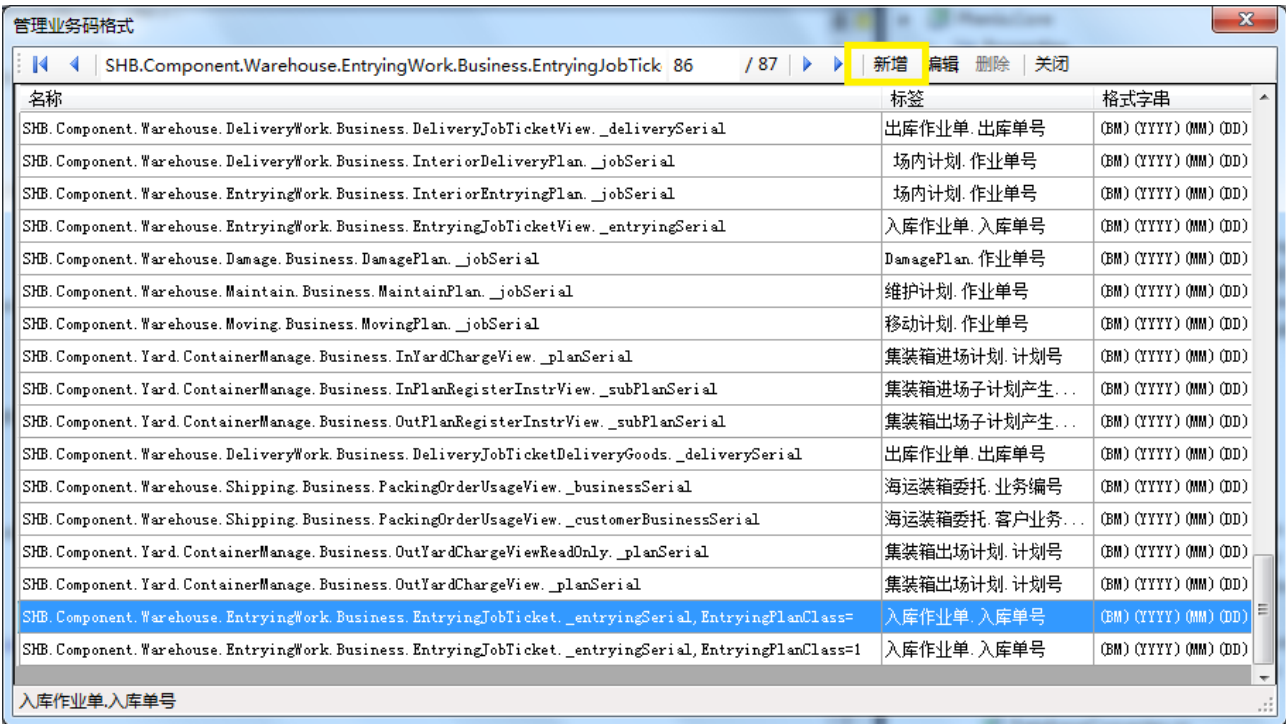 管理业务码格式
SHB.Component.Warehouse.EntryingWork.Business.EntryingJobTick 86 / 87 新增 编辑 删除 关闭
名称 标签 格式字串
SHB.Component.Warehouse.DeliveryWork.Business.DeliveryJobTicketView._deliverySerial 出库作业单.出库单号 (BM)(YYYY)(MM)(DD)
SHB.Component.Warehouse.DeliveryWork.Business.InteriorDeliveryPlan._jobSerial 场内计划.作业单号 (BM)(YYYY)(MM)(DD)
SHB.Component.Warehouse.EntryingWork.Business.InteriorEntryingPlan._jobSerial 场内计划.作业单号 (BM)(YYYY)(MM)(DD)
SHB.Component.Warehouse.EntryingWork.Business.EntryingJobTicketView._entryingSerial 入库作业单.入库单号 (BM)(YYYY)(MM)(DD)
SHB.Component.Warehouse.Damage.Business.DamagePlan._jobSerial DamagePlan.作业单号 (BM)(YYYY)(MM)(DD)
SHB.Component.Warehouse.Maintain.Business.MaintainPlan._jobSerial 维护计划.作业单号 (BM)(YYYY)(MM)(DD)
SHB.Component.Warehouse.Moving.Business.MovingPlan._jobSerial 移动计划.作业单号 (BM)(YYYY)(MM)(DD)
SHB.Component.Yard.ContainerManage.Business.InYardChargeView._planSerial 集装箱进场计划.计划号 (BM)(YYYY)(MM)(DD)
SHB.Component.Yard.ContainerManage.Business.InPlanRegisterInstrView._subPlanSerial 集装箱进场子计划产生... (BM)(YYYY)(MM)(DD)
SHB.Component.Yard.ContainerManage.Business.OutPlanRegisterInstrView._subPlanSerial 集装箱出场子计划产生... (BM)(YYYY)(MM)(DD)
SHB.Component.Warehouse.DeliveryWork.Business.DeliveryJobTicketDeliveryGoods._deliverySerial 出库作业单.出库单号 (BM)(YYYY)(MM)(DD)
SHB.Component.Warehouse.Shipping.Business.PackingOrderUsageView._businessSerial 海运装箱委托.业务编号 (BM)(YYYY)(MM)(DD)
SHB.Component.Warehouse.Shipping.Business.PackingOrderUsageView._customerBusinessSerial 海运装箱委托.客户业务... (BM)(YYYY)(MM)(DD)
SHB.Component.Yard.ContainerManage.Business.OutYardChargeViewReadOnly._planSerial 集装箱出场计划.计划号 (BM)(YYYY)(MM)(DD)
SHB.Component.Yard.ContainerManage.Business.OutYardChargeView._planSerial 集装箱出场计划.计划号 (BM)(YYYY)(MM)(DD)
SHB.Component.Warehouse.EntryingWork.Business.EntryingJobTicket._entryingSerial,EntryingPlanClass= 入库作业单.入库单号 (BM)(YYYY)(MM)(DD)
SHB.Component.Warehouse.EntryingWork.Business.EntryingJobTicket._entryingSerial,EntryingPlanClass=1 入库作业单.入库单号 (BM)(YYYY)(MM)(DD)
入库作业单.入库单号